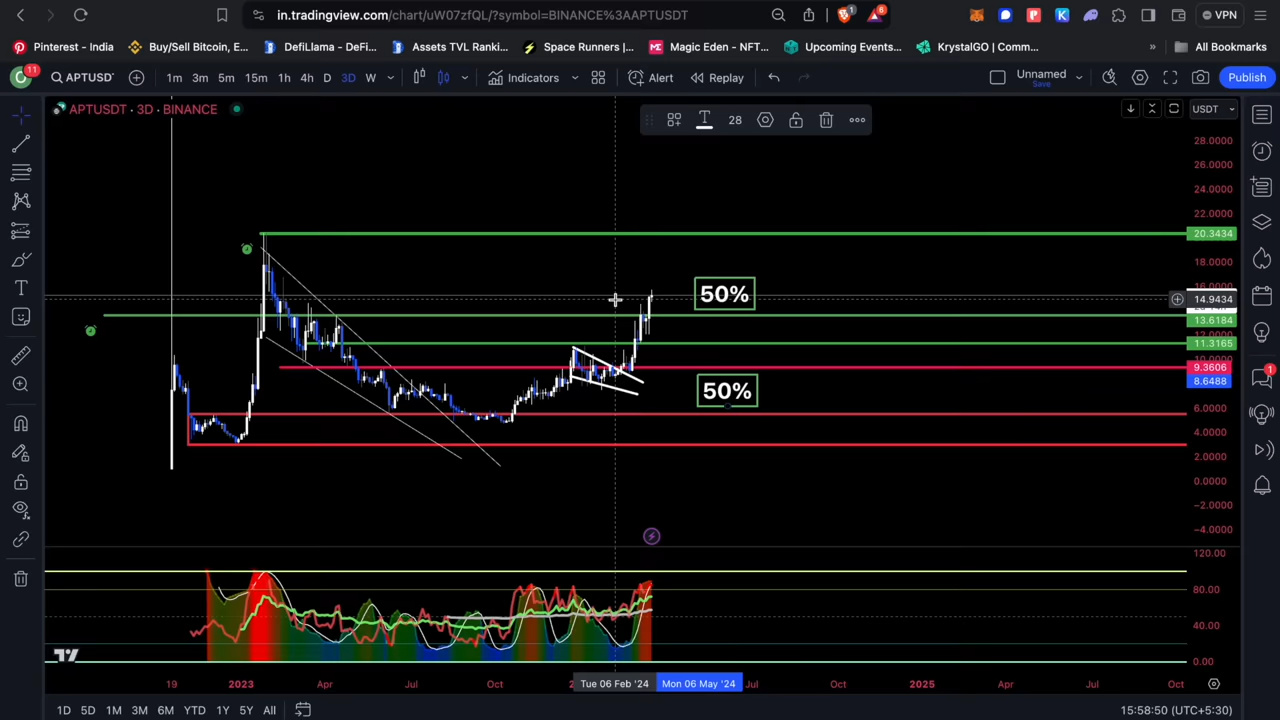 in.tradingview.com/chart/uW07zfQL/?symbol=BINANCE%3AAPTUSDT
1
6
VPN
Pinterest - India
Buy/Sell Bitcoin, E...
DefiLlama - DeFi...
Assets TVL Ranki...
Space Runners |...
Magic Eden - NFT...
Upcoming Events...
KrystalGO | Comm...
»
All Bookmarks
11
APTUSDT
1m 3m 5m 15m 1h 4h D 3D W
Indicators
Alert
Replay
Unnamed
Save
Publish
APTUSDT · 3D · BINANCE
28
USDT
28.0000
26.0000
24.0000
22.0000
20.3434
18.0000
16.0000
14.9434
13.6184
12.0000
11.3165
10.0000
9.3606
8.6488
6.0000
4.0000
2.0000
0.0000
−2.0000
−4.0000
50%
50%
1
120.00
80.00
40.00
0.00
19 2023 Apr Jul Oct Tue 06 Feb '24 Mon 06 May '24 Jul Oct 2025 Apr Jul Oct
1D 5D 1M 3M 6M YTD 1Y 5Y All
15:58:50 (UTC+5:30)